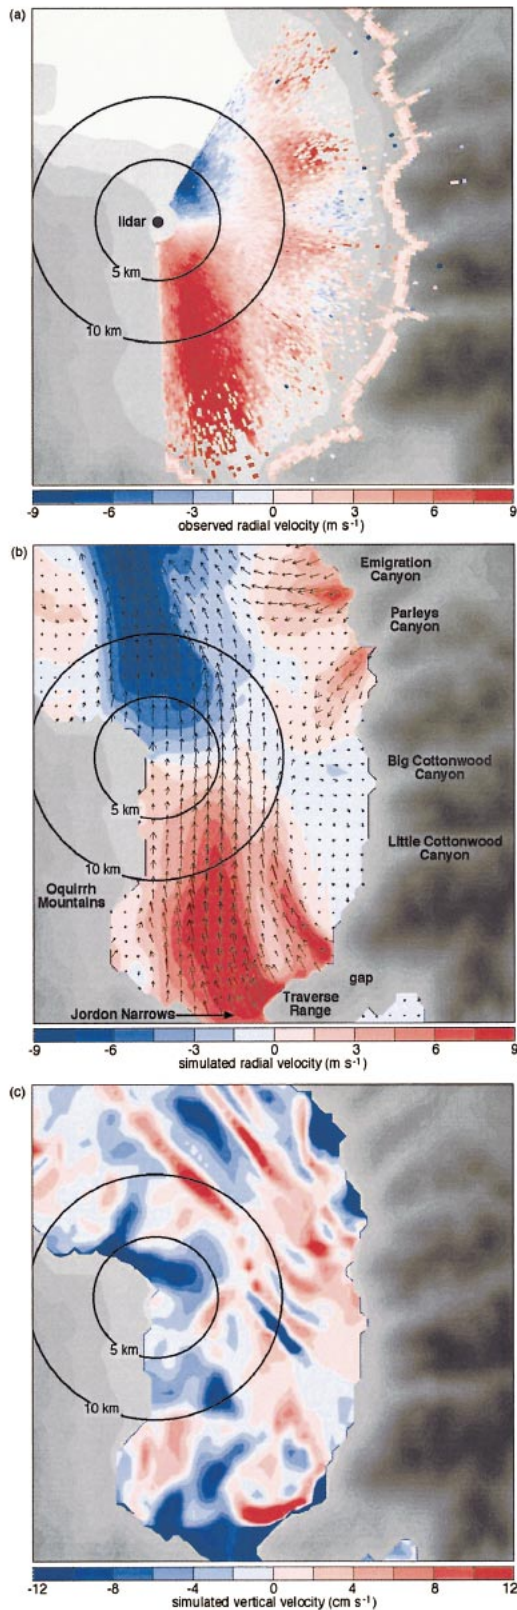 (a)
lidar
5 km
10 km
-9 -6 -3 0 3 6 9
observed radial velocity (m s⁻¹)
(b)
Emigration
Canyon
Parleys
Canyon
Big Cottonwood
Canyon
5 km
Little Cottonwood
Canyon
10 km
Oquirrh
Mountains
gap
Traverse
Range
Jordon Narrows
-9 -6 -3 0 3 6 9
simulated radial velocity (m s⁻¹)
(c)
5 km
10 km
-12 -8 -4 0 4 8 12
simulated vertical velocity (cm s⁻¹)